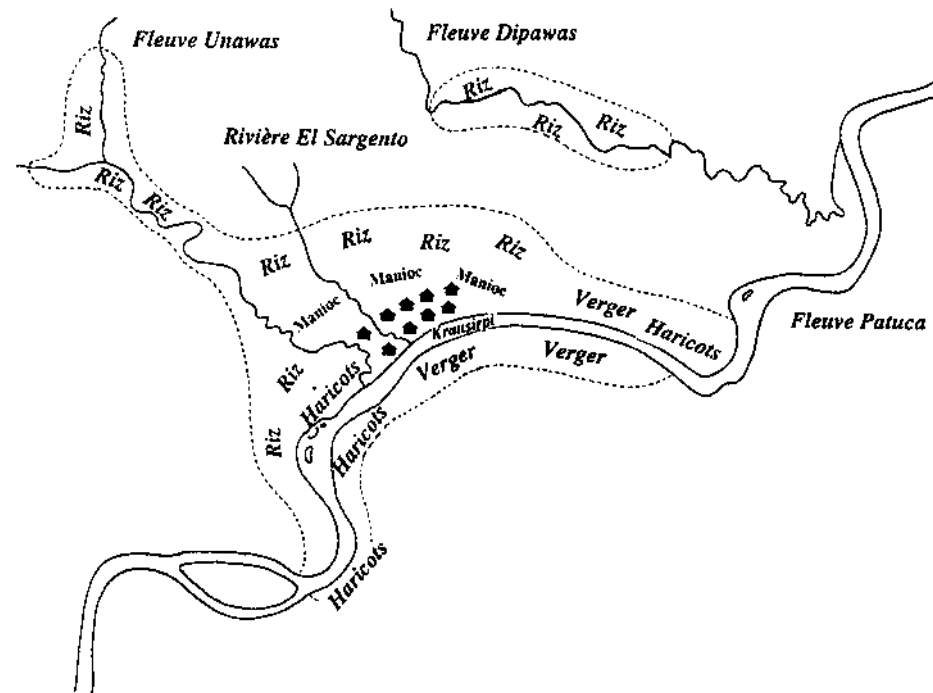 Fleuve Unawas
Fleuve Dipawas
Riz
Riz
Riz
Riz
Rivière El Sargento
Riz
Riz
Riz
Riz
Riz
Riz
Manioc
Manioc
Manioc
Verger
Haricots
Krausirpi
Fleuve Patuca
Verger
Verger
Riz
Haricots
Riz
Haricots
Haricots